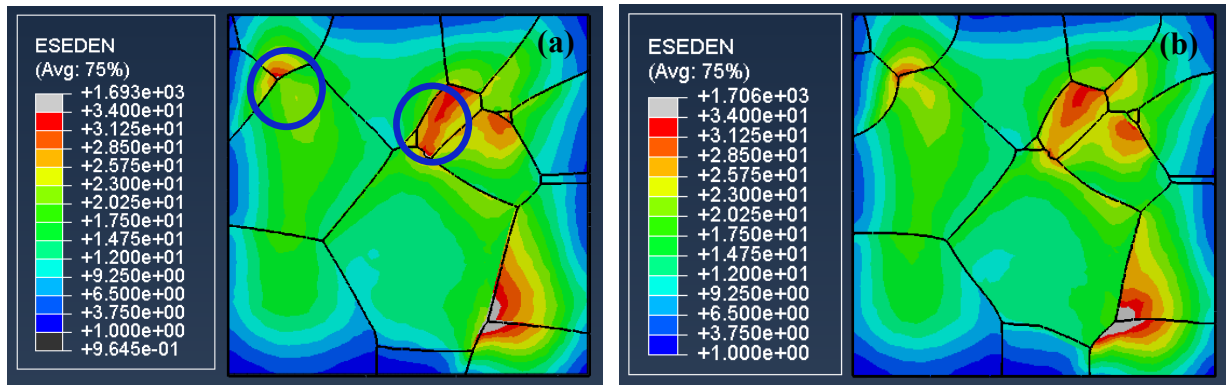 ESEDEN
(Avg: 75%)
+1.693e+03
+3.400e+01
+3.125e+01
+2.850e+01
+2.575e+01
+2.300e+01
+2.025e+01
+1.750e+01
+1.475e+01
+1.200e+01
+9.250e+00
+6.500e+00
+3.750e+00
+1.000e+00
+9.645e-01
(a)
ESEDEN
(Avg: 75%)
+1.706e+03
+3.400e+01
+3.125e+01
+2.850e+01
+2.575e+01
+2.300e+01
+2.025e+01
+1.750e+01
+1.475e+01
+1.200e+01
+9.250e+00
+6.500e+00
+3.750e+00
+1.000e+00
(b)